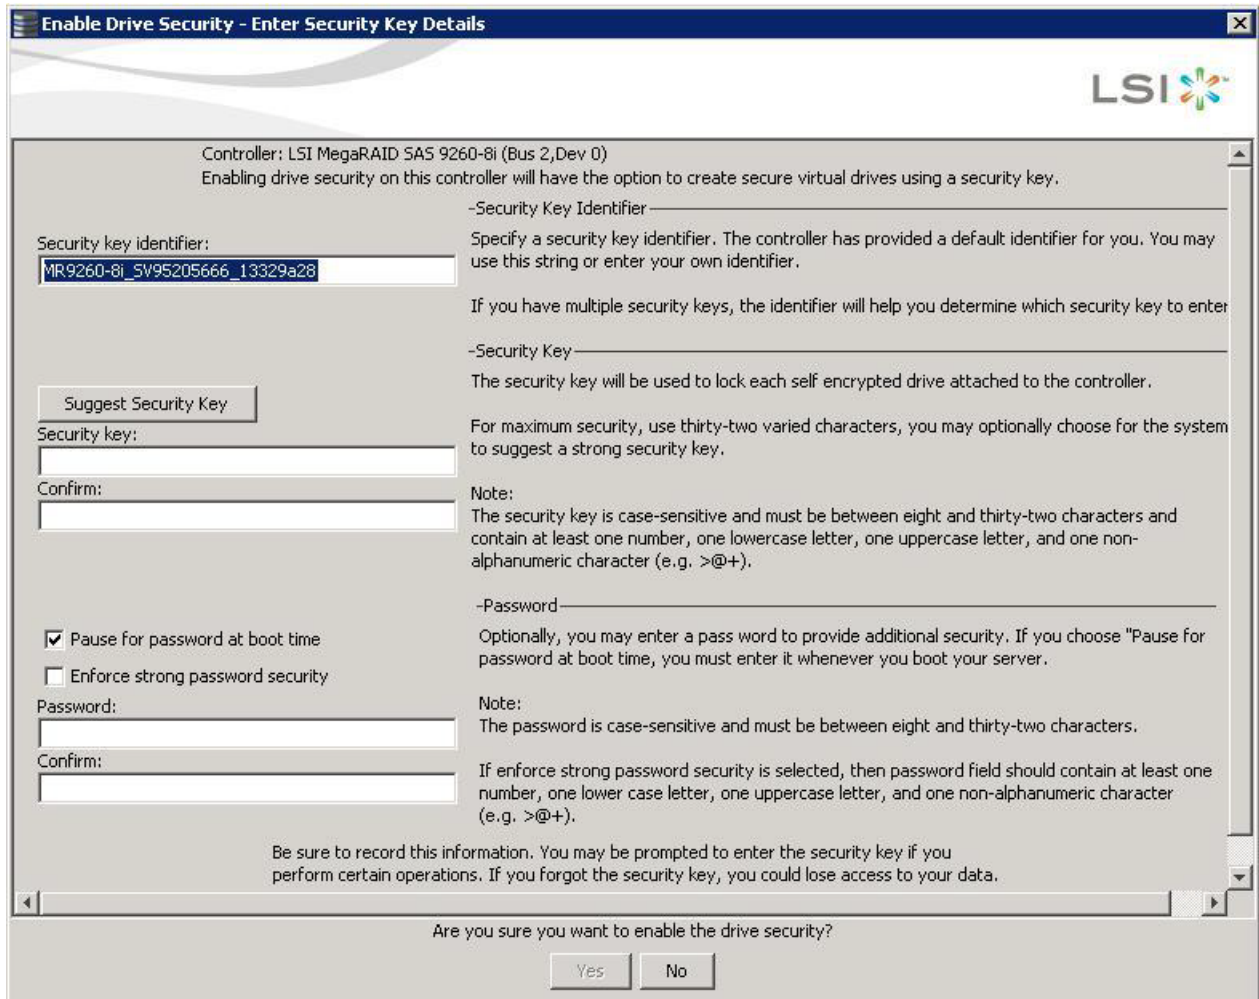 Enable Drive Security - Enter Security Key Details
LSI
Controller: LSI MegaRAID SAS 9260-8i (Bus 2,Dev 0)
Enabling drive security on this controller will have the option to create secure virtual drives using a security key.
Security Key Identifier
Security key identifier:
MR9260-8i_SV95205666_13329a28
Specify a security key identifier. The controller has provided a default identifier for you. You may
use this string or enter your own identifier.
If you have multiple security keys, the identifier will help you determine which security key to enter
Security Key
Suggest Security Key
Security key:
Confirm:
The security key will be used to lock each self encrypted drive attached to the controller.
For maximum security, use thirty-two varied characters, you may optionally choose for the system
to suggest a strong security key.
Note:
The security key is case-sensitive and must be between eight and thirty-two characters and
contain at least one number, one lowercase letter, one uppercase letter, and one non-
alphanumeric character (e.g. >@+).
Password
Pause for password at boot time
Enforce strong password security
Password:
Confirm:
Optionally, you may enter a pass word to provide additional security. If you choose "Pause for
password at boot time, you must enter it whenever you boot your server.
Note:
The password is case-sensitive and must be between eight and thirty-two characters.
If enforce strong password security is selected, then password field should contain at least one
number, one lower case letter, one uppercase letter, and one non-alphanumeric character
(e.g. >@+).
Be sure to record this information. You may be prompted to enter the security key if you
perform certain operations. If you forgot the security key, you could lose access to your data.
Are you sure you want to enable the drive security?
Yes
No